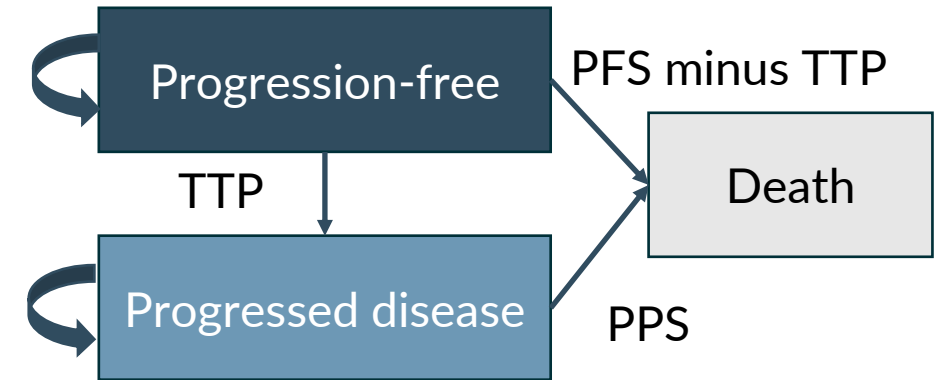 Progression-free
PFS minus TTP
Death
TTP
Progressed disease
PPS